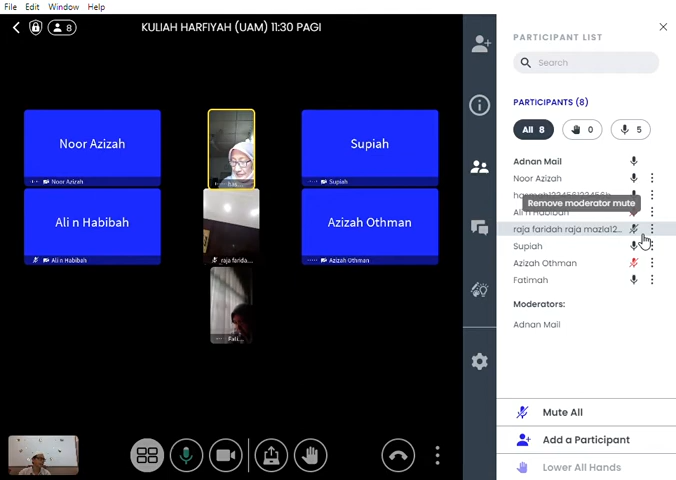 File Edit Window Help
8
KULIAH HARFIYAH (UAM) 11:30 PAGI
PARTICIPANT LIST
Search
PARTICIPANTS (8)
All 8
0
5
Adnan Mail
Noor Azizah
Remove moderator mute
Ali n Habibah
raja faridah raja mazla12...
Supiah
Azizah Othman
Fatimah
Moderators:
Adnan Mail
Mute All
Add a Participant
Lower All Hands
Noor Azizah
Noor Azizah
Supiah
Supiah
Ali n Habibah
Ali n Habibah
raja farida...
Azizah Othman
Azizah Othman
Fati...